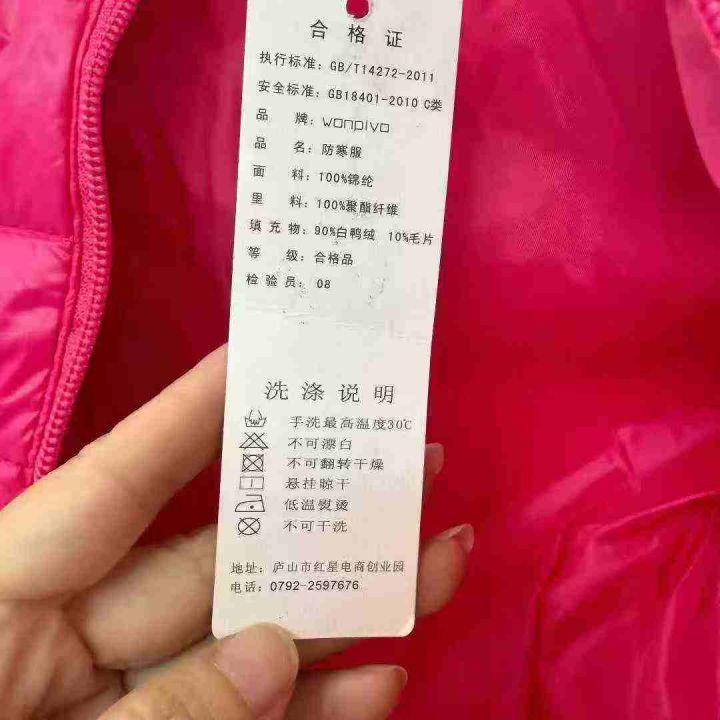 合格证
执行标准：GB/T14272-2011
安全标准：GB18401-2010 C类
品 牌：wonpivo
品 名：防寒服
面 料：100%锦纶
里 料：100%聚酯纤维
填充物：90%白鸭绒 10%毛片
等 级：合格品
检验员：08
洗涤说明
手洗最高温度30℃
不可漂白
不可翻转干燥
悬挂晾干
低温熨烫
不可干洗
地址：庐山市红星电商创业园
电话：0792-2597676